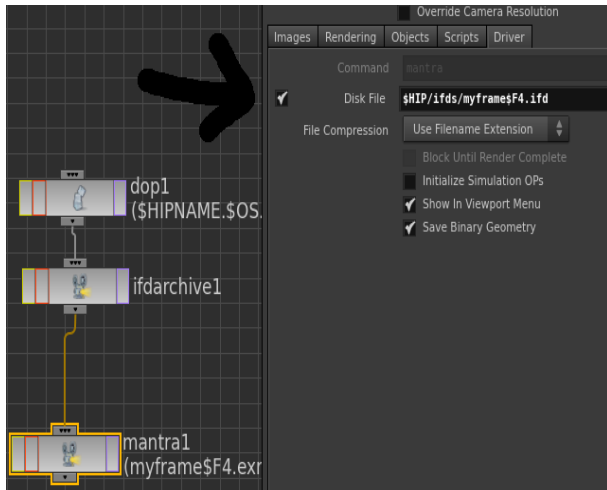 Override Camera Resolution
Images Rendering Objects Scripts Driver
Command mantra
Disk File $HIP/ifds/myframe$F4.ifd
File Compression Use Filename Extension
Block Until Render Complete
Initialize Simulation OPs
Show In Viewport Menu
Save Binary Geometry
dop1
($HIPNAME.$OS.
ifdarchive1
mantra1
(myframe$F4.exr